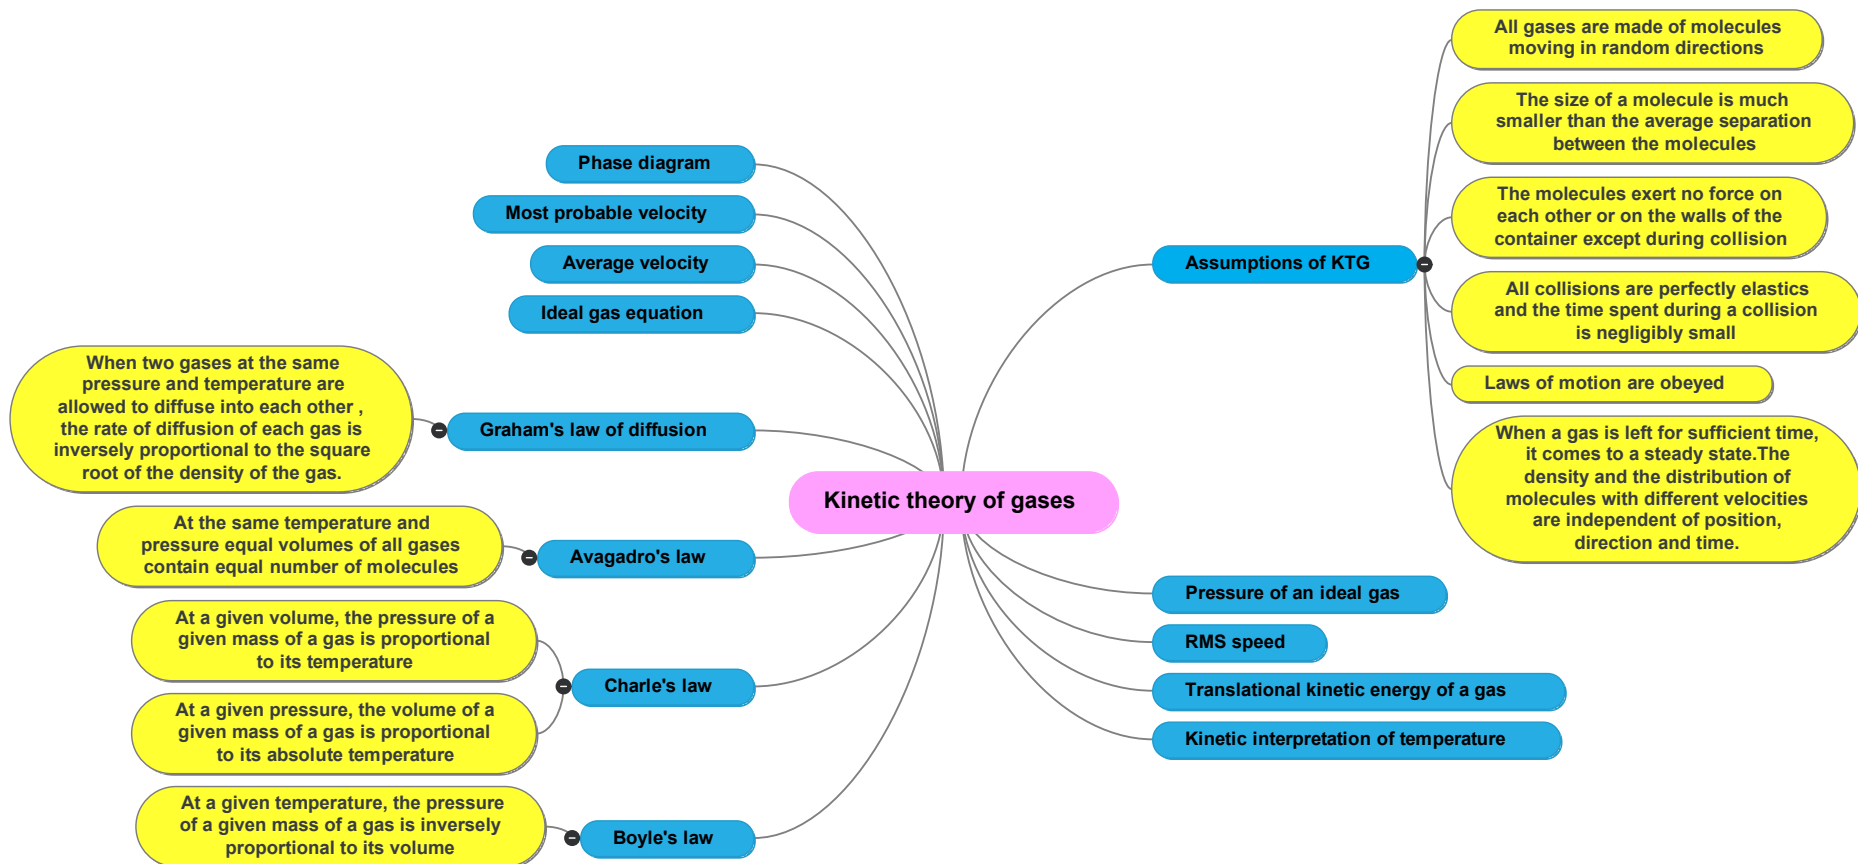 Kinetic theory of gases
Assumptions of KTG
All gases are made of molecules
moving in random directions
The size of a molecule is much
smaller than the average separation
between the molecules
The molecules exert no force on
each other or on the walls of the
container except during collision
All collisions are perfectly elastics
and the time spent during a collision
is negligibly small
Laws of motion are obeyed
When a gas is left for sufficient time,
it comes to a steady state.The
density and the distribution of
molecules with different velocities
are independent of position,
direction and time.
Pressure of an ideal gas
RMS speed
Translational kinetic energy of a gas
Kinetic interpretation of temperature
Phase diagram
Most probable velocity
Average velocity
Ideal gas equation
Graham's law of diffusion
When two gases at the same
pressure and temperature are
allowed to diffuse into each other ,
the rate of diffusion of each gas is
inversely proportional to the square
root of the density of the gas.
Avagadro's law
At the same temperature and
pressure equal volumes of all gases
contain equal number of molecules
Charle's law
At a given volume, the pressure of a
given mass of a gas is proportional
to its temperature
At a given pressure, the volume of a
given mass of a gas is proportional
to its absolute temperature
Boyle's law
At a given temperature, the pressure
of a given mass of a gas is inversely
proportional to its volume